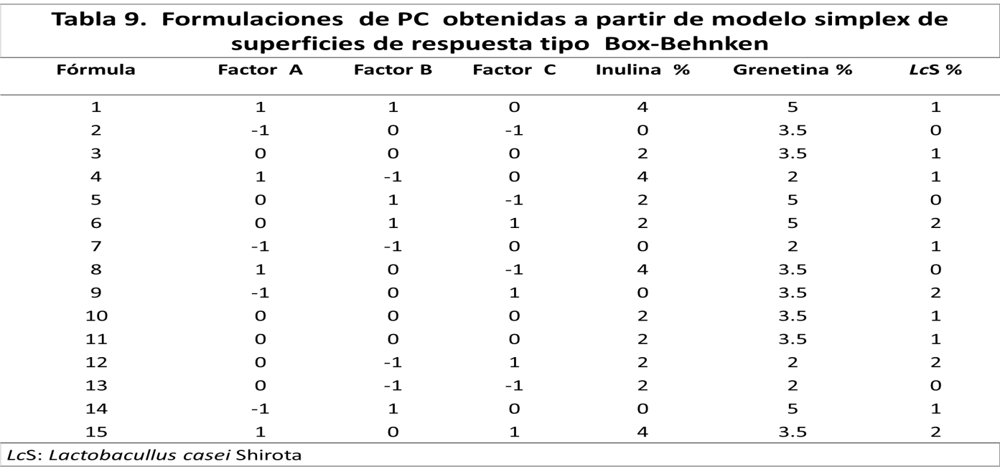 Tabla 9. Formulaciones de PC obtenidas a partir de modelo simplex de
superficies de respuesta tipo Box-Behnken
Fórmula Factor A Factor B Factor C Inulina % Grenetina % LcS %
1 1 1 0 4 5 1
2 -1 0 -1 0 3.5 0
3 0 0 0 2 3.5 1
4 1 -1 0 4 2 1
5 0 1 -1 2 5 0
6 0 1 1 2 5 2
7 -1 -1 0 0 2 1
8 1 0 -1 4 3.5 0
9 -1 0 1 0 3.5 2
10 0 0 0 2 3.5 1
11 0 0 0 2 3.5 1
12 0 -1 1 2 2 2
13 0 -1 -1 2 2 0
14 -1 1 0 0 5 1
15 1 0 1 4 3.5 2
LcS: Lactobacullus casei Shirota